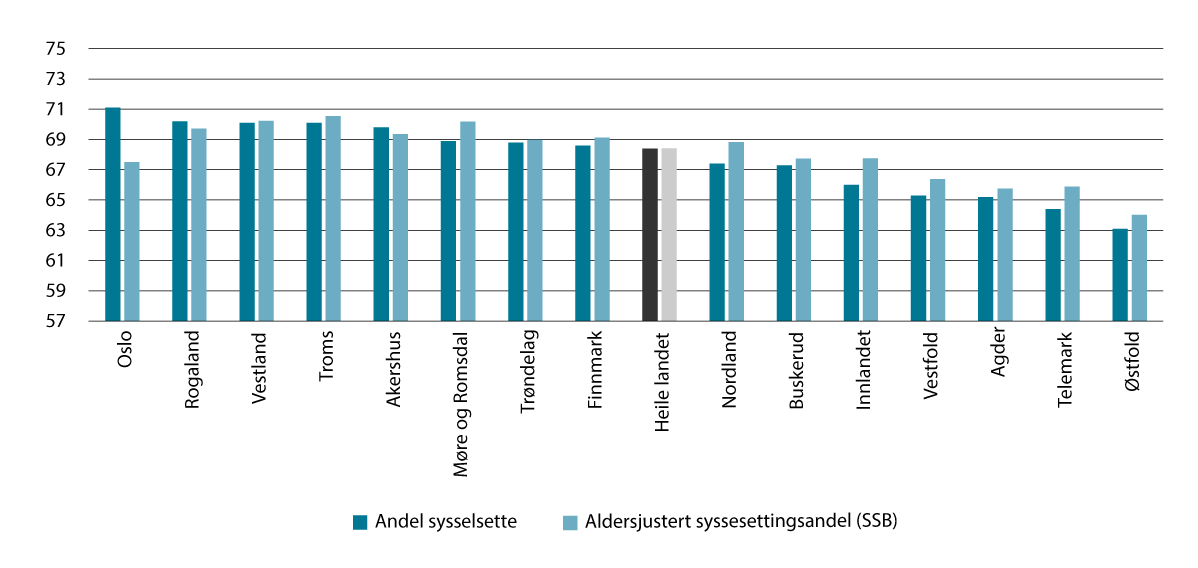 75
73
71
69
67
65
63
61
59
57
Oslo
Rogaland
Vestland
Troms
Akershus
Møre og Romsdal
Trøndelag
Finnmark
Heile landet
Nordland
Buskerud
Innlandet
Vestfold
Agder
Telemark
Østfold
Andel sysselsette
Aldersjustert syssesettingsandel (SSB)